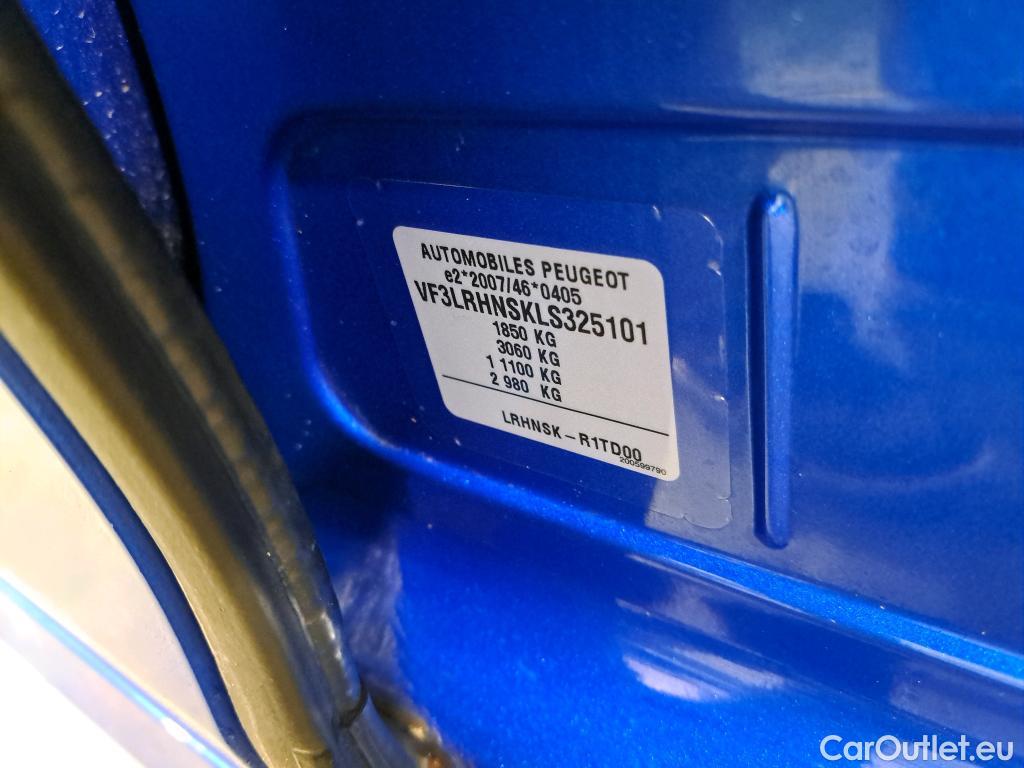 AUTOMOBILES PEUGEOT
e2*2007/46*0405
VF3LRHNSKLS325101
1850 KG
3060 KG
1 1100 KG
2 980 KG
LRHNSK-R1TD00
200599790
CarOutlet.eu